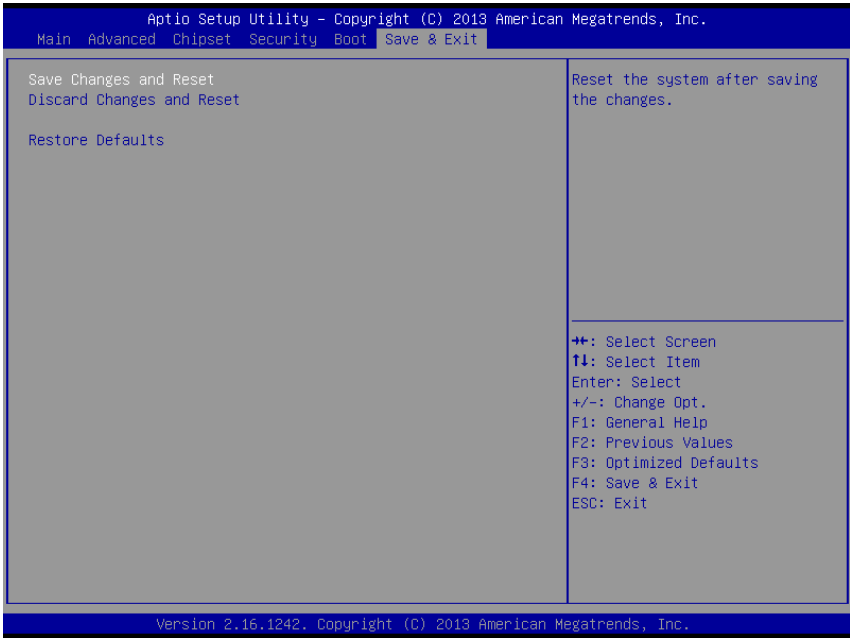 Aptio Setup Utility – Copyright (C) 2013 American Megatrends, Inc.
Main Advanced Chipset Security Boot Save & Exit
Save Changes and Reset
Discard Changes and Reset
Restore Defaults
Reset the system after saving
the changes.
→←: Select Screen
↑↓: Select Item
Enter: Select
+/-: Change Opt.
F1: General Help
F2: Previous Values
F3: Optimized Defaults
F4: Save & Exit
ESC: Exit
Version 2.16.1242. Copyright (C) 2013 American Megatrends, Inc.